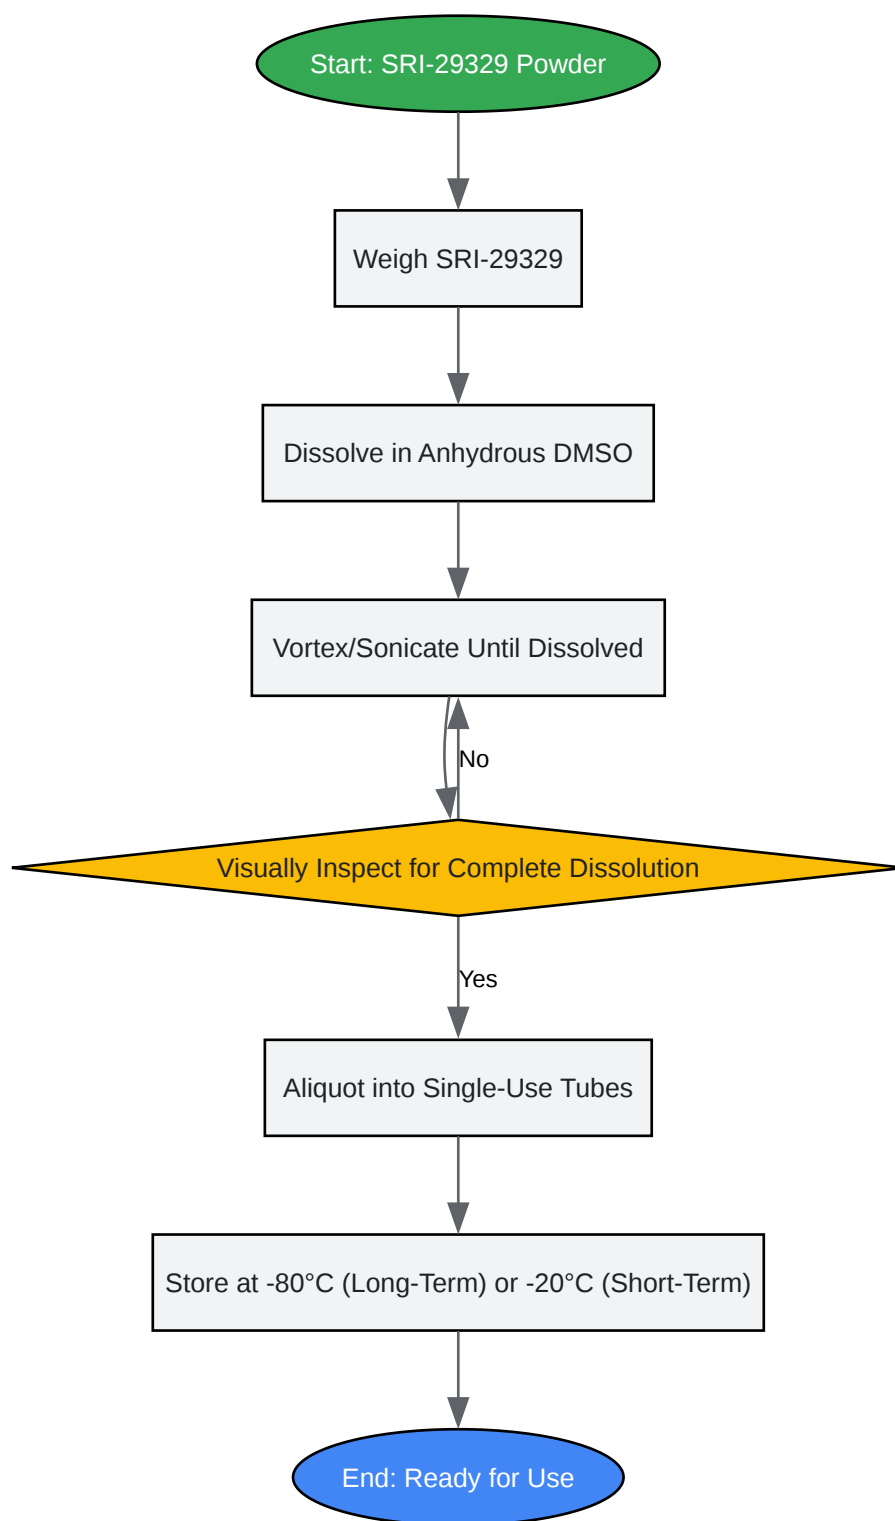 Start: SRI-29329 Powder
Weigh SRI-29329
Dissolve in Anhydrous DMSO
Vortex/Sonicate Until Dissolved
No
Visually Inspect for Complete Dissolution
Yes
Aliquot into Single-Use Tubes
Store at -80°C (Long-Term) or -20°C (Short-Term)
End: Ready for Use